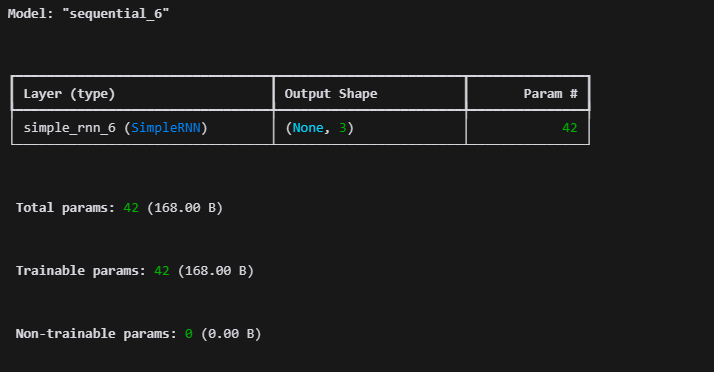 Model: "sequential_6"
Layer (type) Output Shape Param #
simple_rnn_6 (SimpleRNN) (None, 3) 42
Total params: 42 (168.00 B)
Trainable params: 42 (168.00 B)
Non-trainable params: 0 (0.00 B)